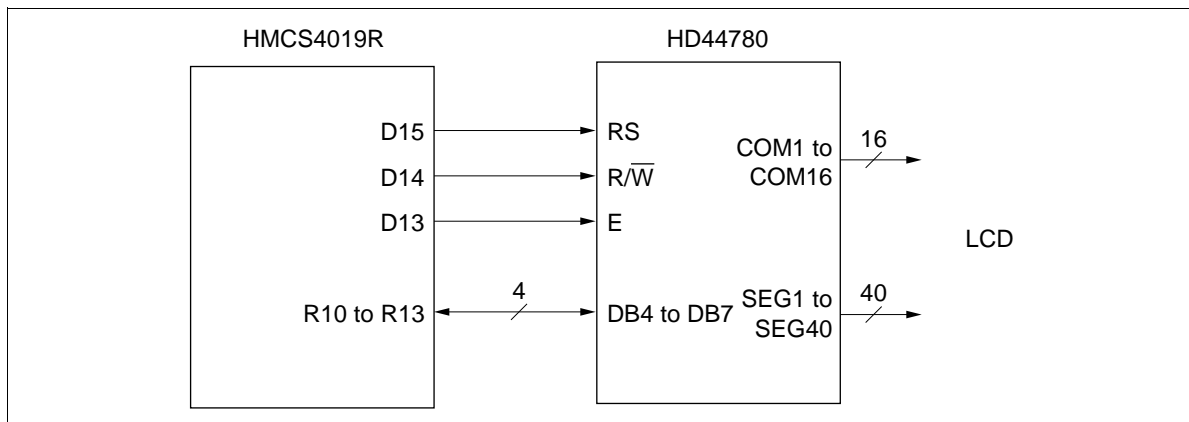 HMCS4019R
HD44780
D15
RS
D14
R/W̅
D13
E
R10 to R13
4
DB4 to DB7
COM1 to
COM16
16
SEG1 to
SEG40
40
LCD